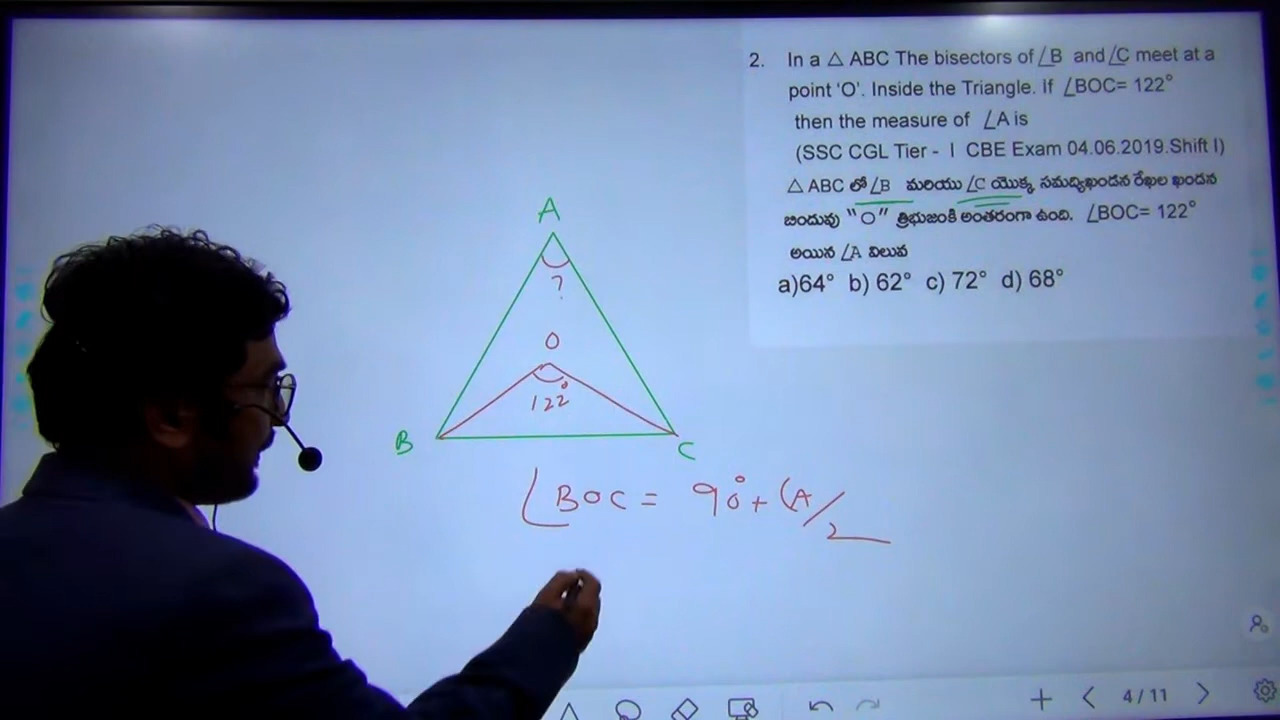 2. In a △ ABC The bisectors of ∠B and ∠C meet at a
point 'O'. Inside the Triangle. If ∠BOC= 122°
then the measure of ∠A is
(SSC CGL Tier - I CBE Exam 04.06.2019.Shift I)
△ ABC లో ∠B మరియు ∠C యొక్క సమద్విఖండన రేఖల ఖండన
బిందువు "O" త్రిభుజంకి అంతరంగా ఉంది. ∠BOC= 122°
అయిన ∠A విలువ
a)64° b) 62° c) 72° d) 68°
A
?
O
122°
B
C
∠BOC = 90° + ∠A/2
4/11